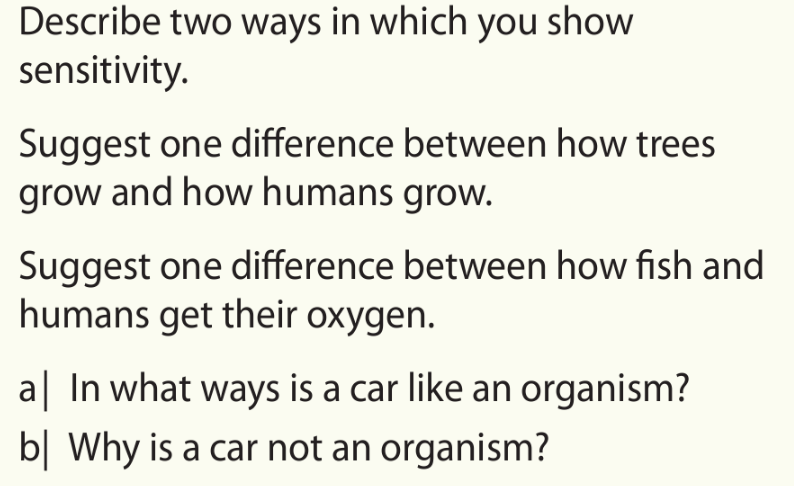 Describe two ways in which you show
sensitivity.
Suggest one difference between how trees
grow and how humans grow.
Suggest one difference between how fish and
humans get their oxygen.
a| In what ways is a car like an organism?
b| Why is a car not an organism?